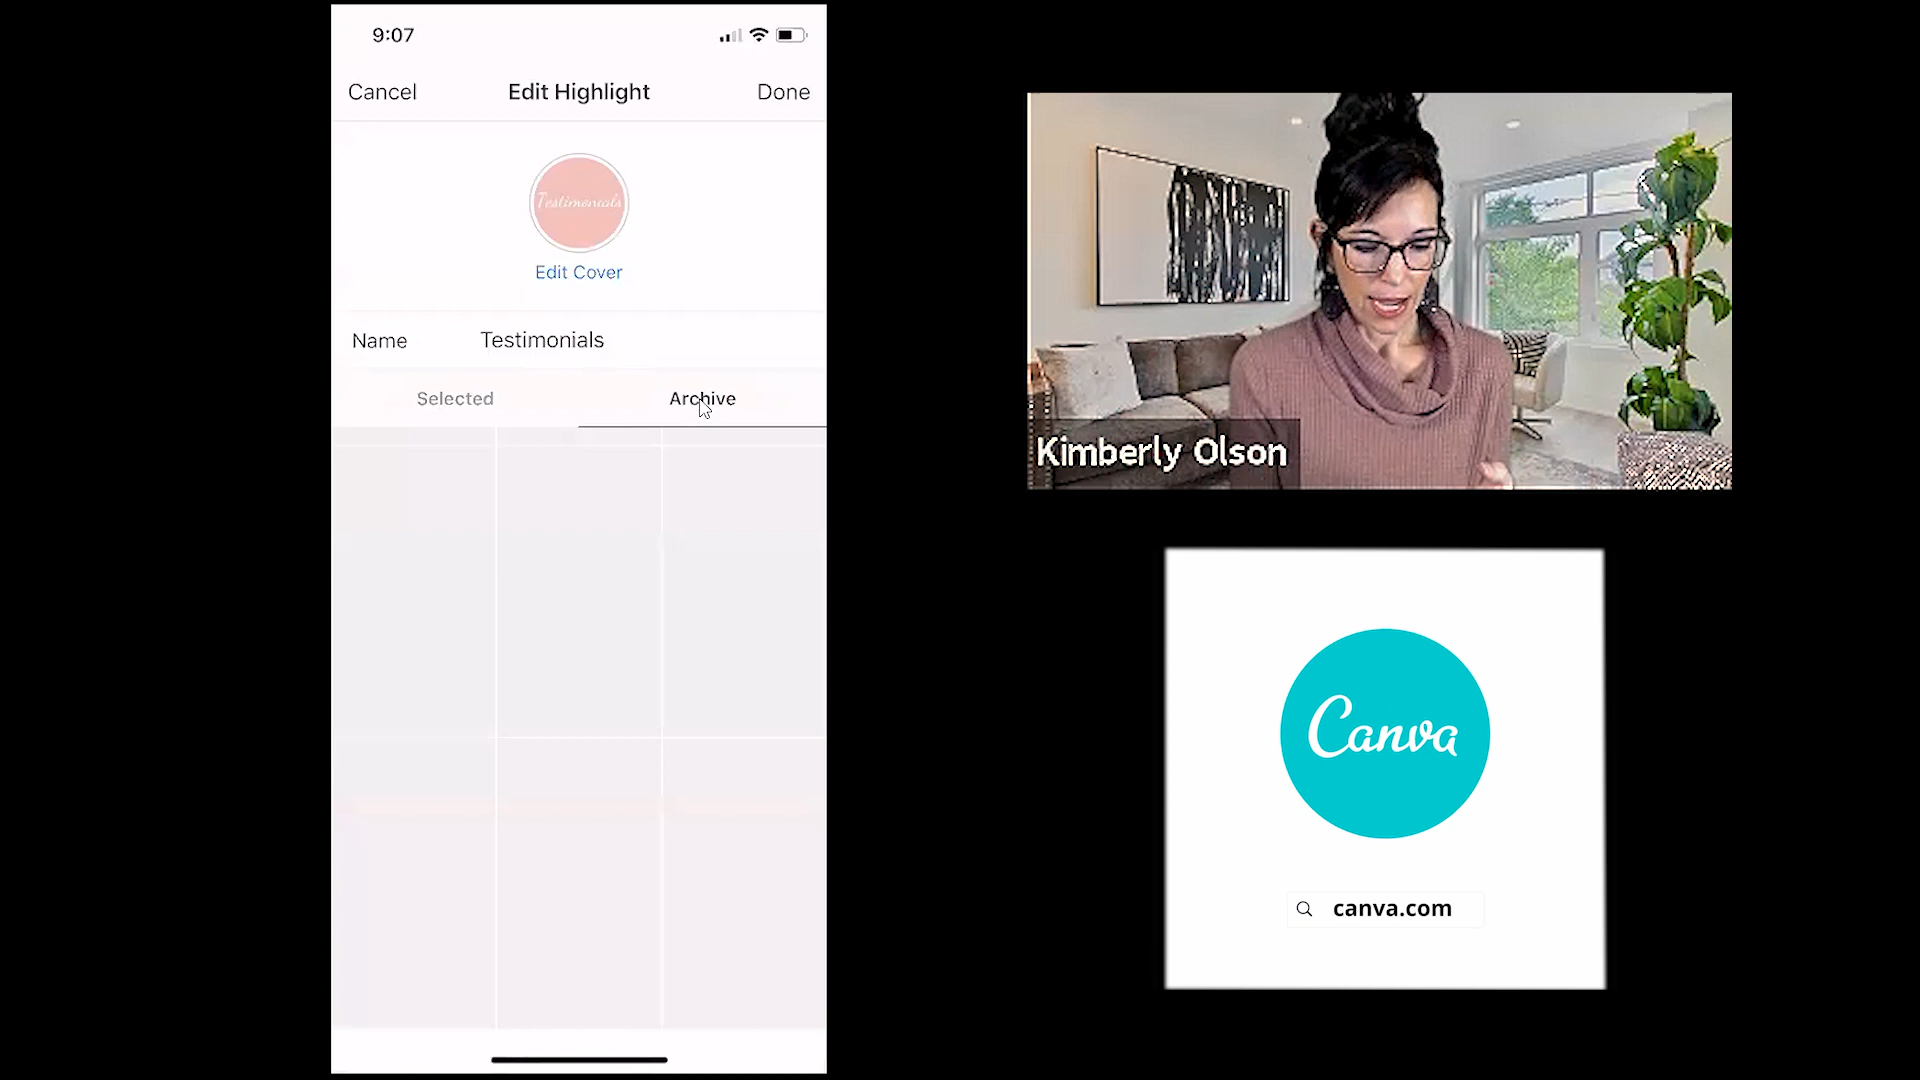 9:07
Cancel Edit Highlight Done
Testimonials
Edit Cover
Name Testimonials
Selected Archive
Kimberly Olson
Canva
canva.com